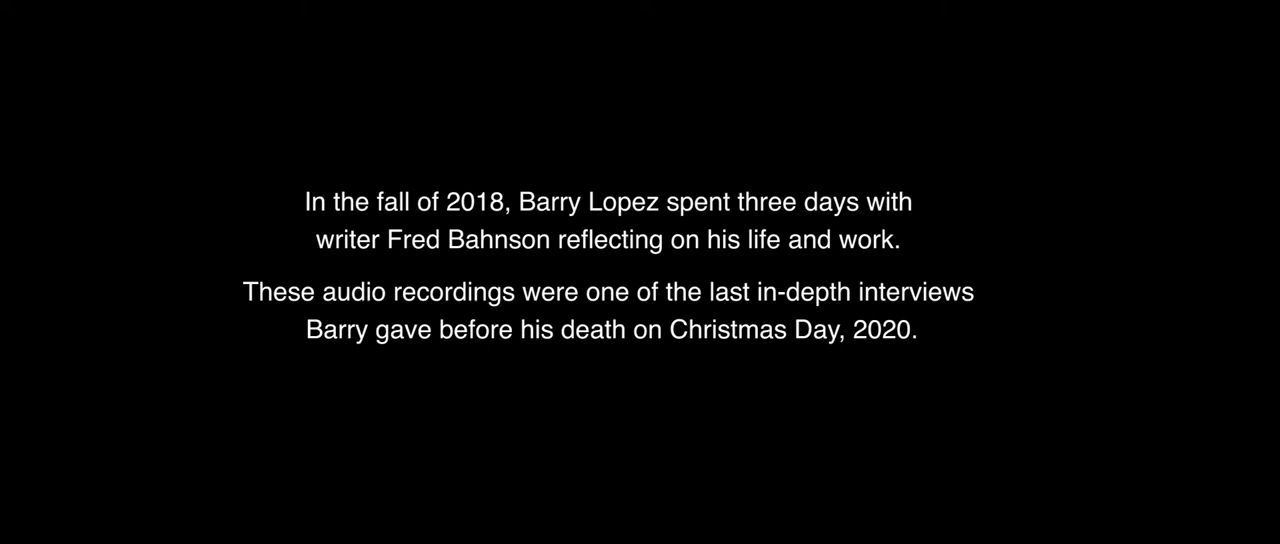 In the fall of 2018, Barry Lopez spent three days with
writer Fred Bahnson reflecting on his life and work.
These audio recordings were one of the last in-depth interviews
Barry gave before his death on Christmas Day, 2020.